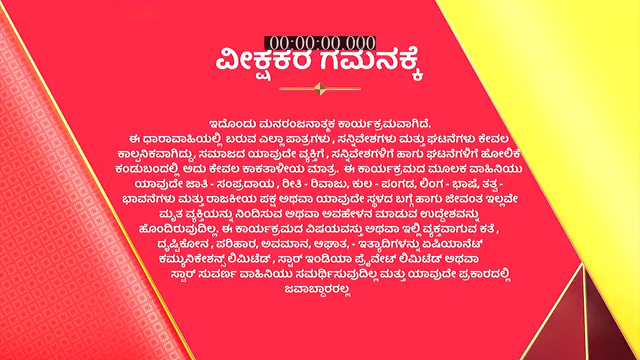 00:00:00.000
ವೀಕ್ಷಕರ ಗಮನಕ್ಕೆ
ಇದೊಂದು ಮನರಂಜನಾತ್ಮಕ ಕಾರ್ಯಕ್ರಮವಾಗಿದೆ.
ಈ ಧಾರಾವಾಹಿಯಲ್ಲಿ ಬರುವ ಎಲ್ಲಾ ಪಾತ್ರಗಳು , ಸನ್ನಿವೇಶಗಳು ಮತ್ತು ಘಟನೆಗಳು ಕೇವಲ
ಕಾಲ್ಪನಿಕವಾಗಿದ್ದು, ಸಮಾಜದ ಯಾವುದೇ ವ್ಯಕ್ತಿಗೆ , ಸನ್ನಿವೇಶಗಳಿಗೆ ಹಾಗು ಘಟನೆಗಳಿಗೆ ಹೋಲಿಕೆ
ಕಂಡುಬಂದಲ್ಲಿ ಅದು ಕೇವಲ ಕಾಕತಾಳೀಯ ಮಾತ್ರ. ಈ ಕಾರ್ಯಕ್ರಮದ ಮೂಲಕ ವಾಹಿನಿಯು
ಯಾವುದೇ ಜಾತಿ - ಸಂಪ್ರದಾಯ , ರೀತಿ - ರಿವಾಜು, ಕುಲ - ಪಂಗಡ, ಲಿಂಗ - ಭಾಷೆ, ತತ್ವ -
ಭಾವನೆಗಳು ಮತ್ತು ರಾಜಕೀಯ ಪಕ್ಷ ಅಥವಾ ಯಾವುದೇ ಸ್ಥಳದ ಬಗ್ಗೆ ಹಾಗು ಜೀವಂತ ಇಲ್ಲವೇ
ಮೃತ ವ್ಯಕ್ತಿಯನ್ನು ನಿಂದಿಸುವ ಅಥವಾ ಅವಹೇಳನ ಮಾಡುವ ಉದ್ದೇಶವನ್ನು
ಹೊಂದಿರುವುದಿಲ್ಲ. ಈ ಕಾರ್ಯಕ್ರಮದ ವಿಷಯವಸ್ತು ಅಥವಾ ಇಲ್ಲಿ ವ್ಯಕ್ತವಾಗುವ ಕತೆ ,
ದೃಷ್ಟಿಕೋನ , ಪರಿಹಾರ, ಅವಮಾನ, ಆಘಾತ, - ಇತ್ಯಾದಿಗಳನ್ನು ಏಷಿಯಾನೆಟ್
ಕಮ್ಯುನಿಕೇಶನ್ಸ್ ಲಿಮಿಟೆಡ್ , ಸ್ಟಾರ್ ಇಂಡಿಯಾ ಪ್ರೈವೇಟ್ ಲಿಮಿಟೆಡ್ ಅಥವಾ
ಸ್ಟಾರ್ ಸುವರ್ಣ ವಾಹಿನಿಯು ಸಮರ್ಥಿಸುವುದಿಲ್ಲ ಮತ್ತು ಯಾವುದೇ ಪ್ರಕಾರದಲ್ಲಿ
ಜವಾಬ್ದಾರರಲ್ಲ